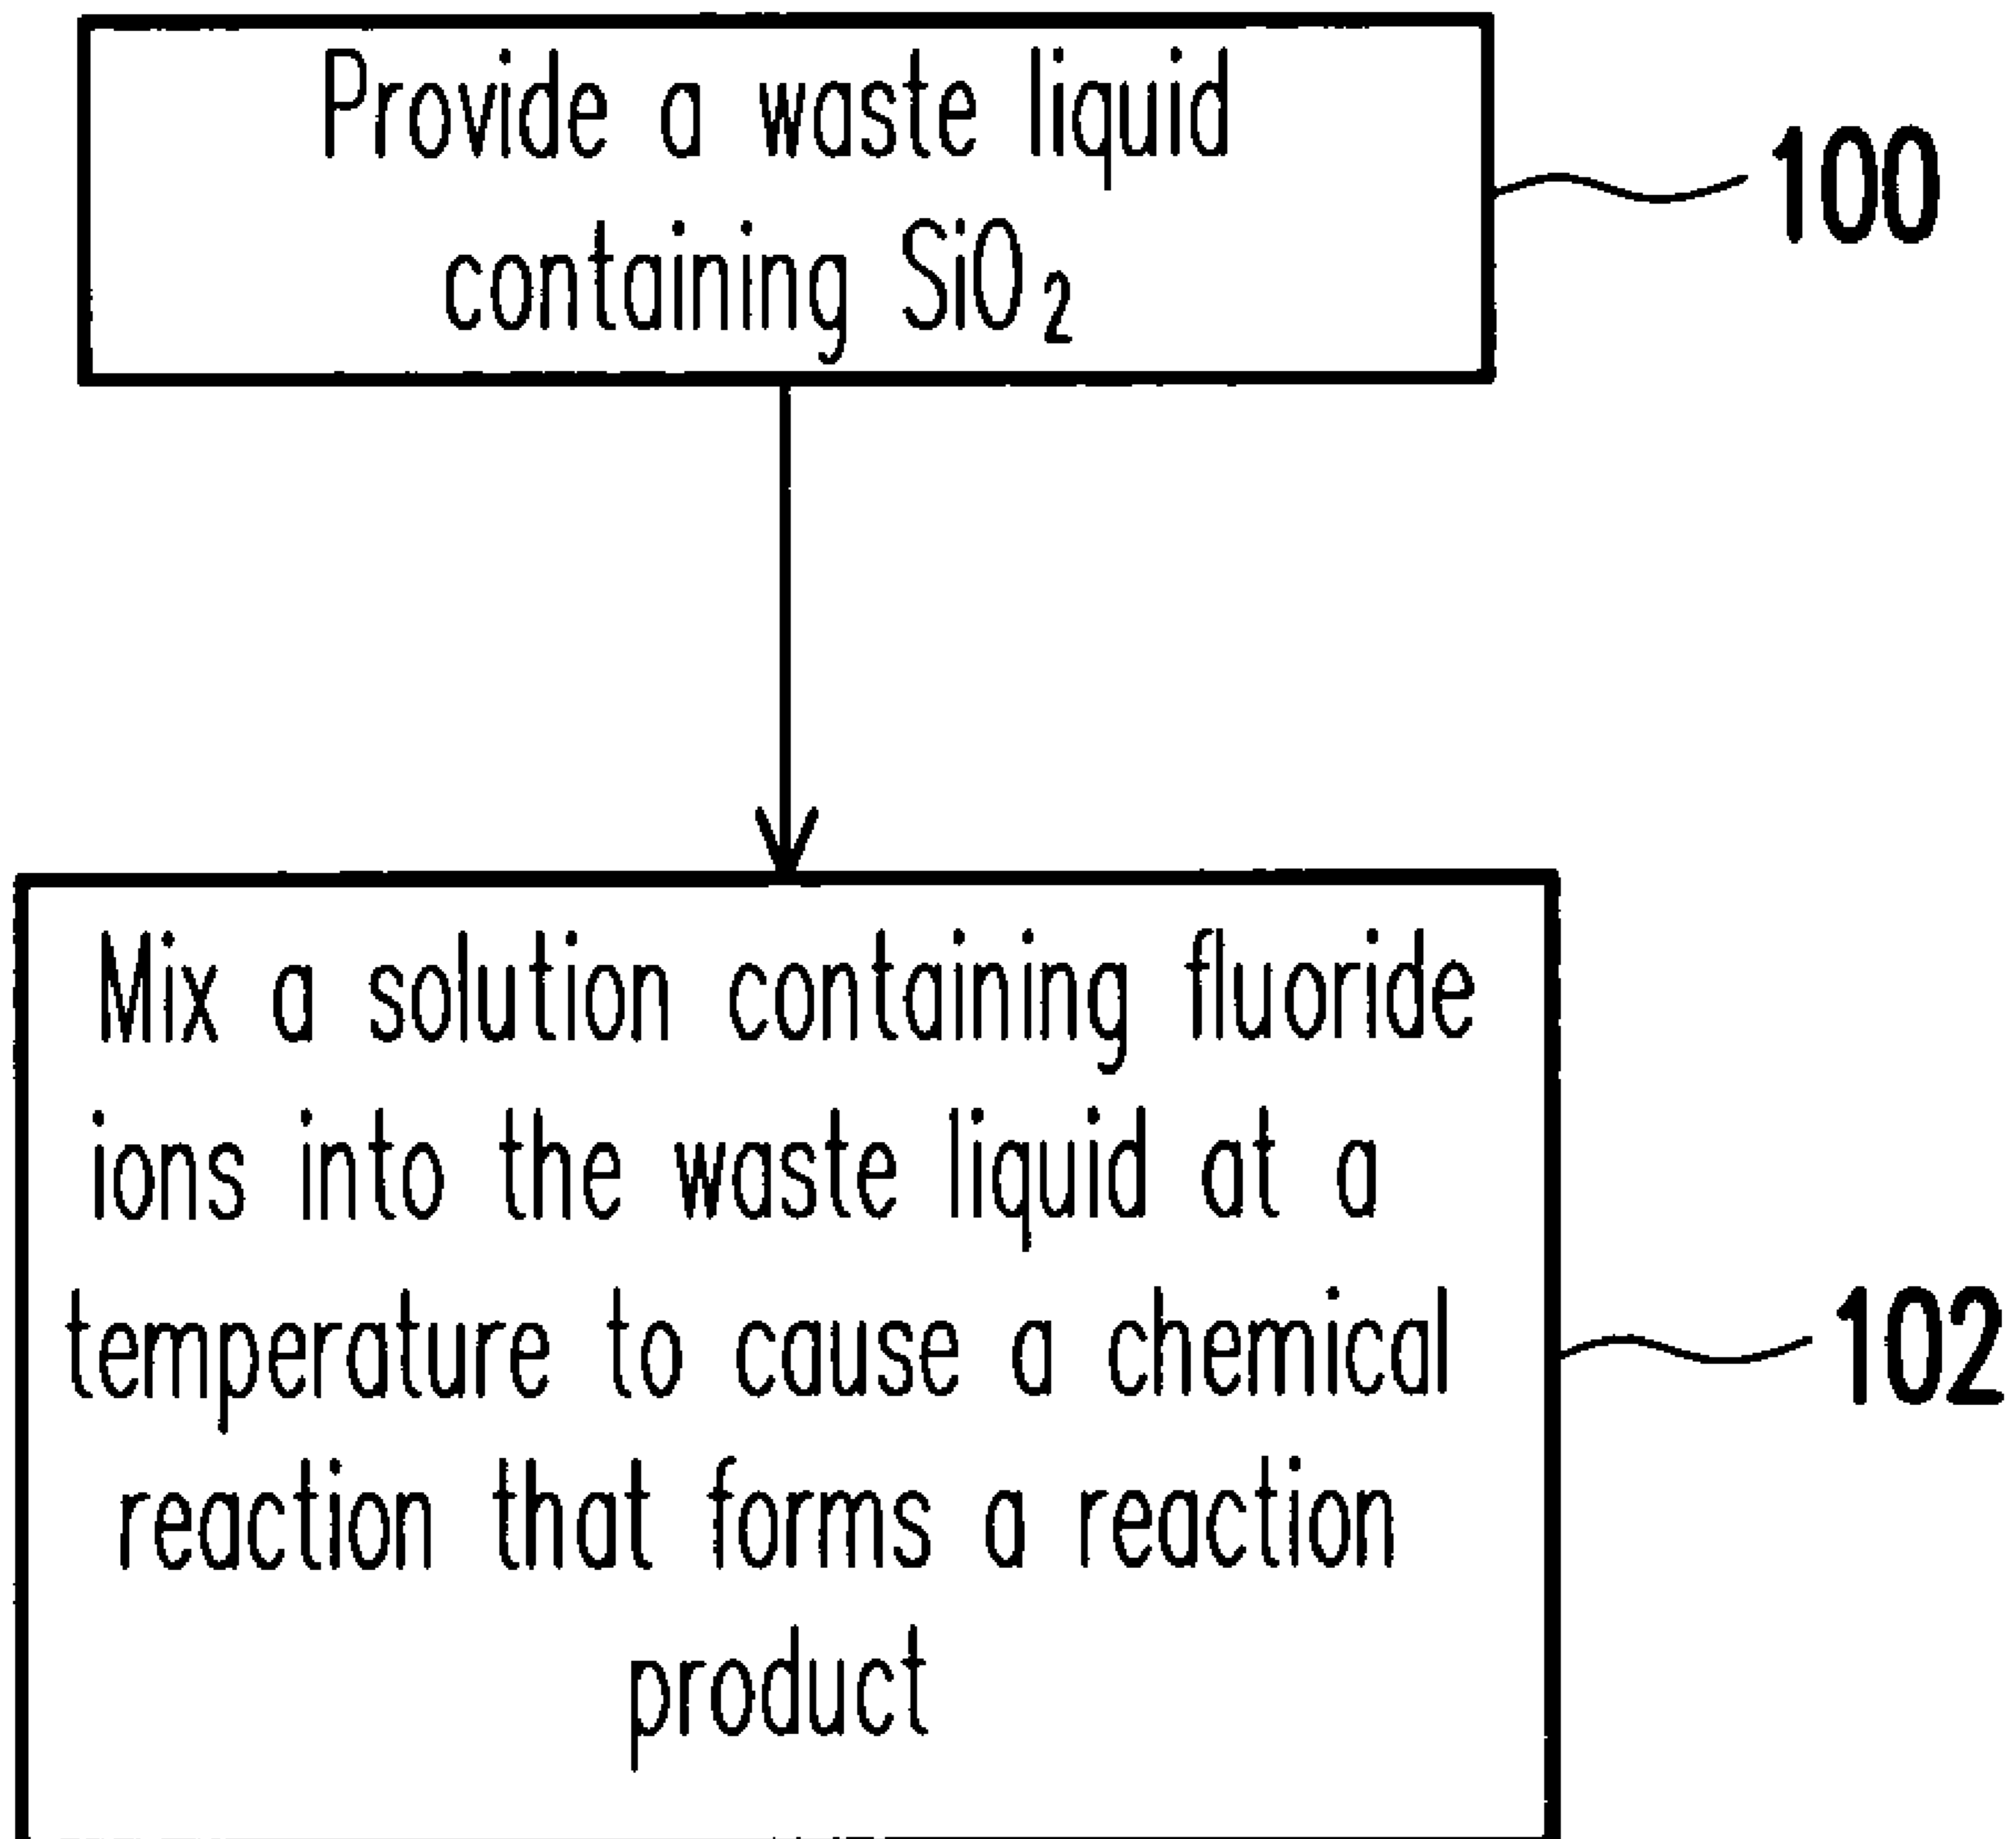 Provide a waste liquid
containing SiO₂
100
Mix a solution containing fluoride
ions into the waste liquid at a
temperature to cause a chemical
reaction that forms a reaction
product
102